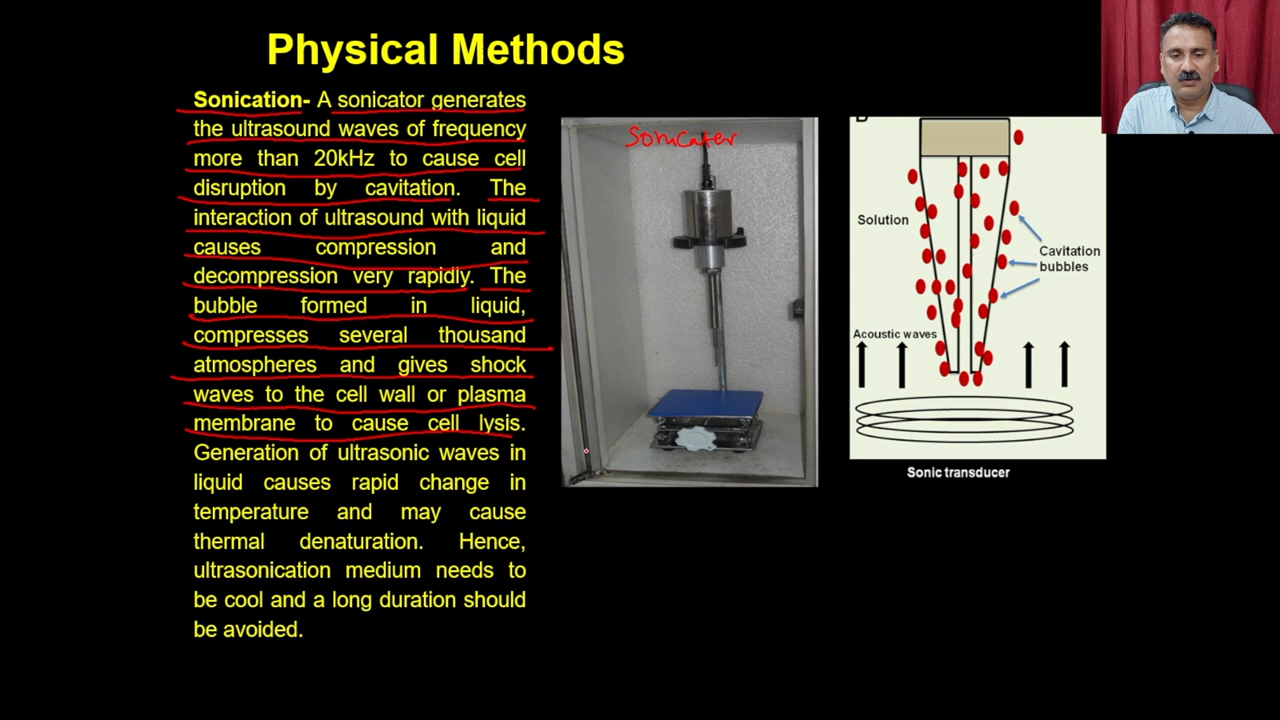 Physical Methods
Sonication- A sonicator generates
the ultrasound waves of frequency
more than 20kHz to cause cell
disruption by cavitation. The
interaction of ultrasound with liquid
causes compression and
decompression very rapidly. The
bubble formed in liquid,
compresses several thousand
atmospheres and gives shock
waves to the cell wall or plasma
membrane to cause cell lysis.
Generation of ultrasonic waves in
liquid causes rapid change in
temperature and may cause
thermal denaturation. Hence,
ultrasonication medium needs to
be cool and a long duration should
be avoided.
Sonicater
Solution
Cavitation
bubbles
Acoustic waves
Sonic transducer